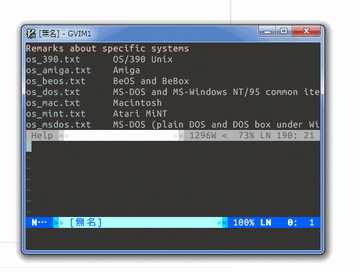 [無名] - GVIM1
Remarks about specific systems
os_390.txt OS/390 Unix
os_amiga.txt Amiga
os_beos.txt BeOS and BeBox
os_dos.txt MS-DOS and MS-Windows NT/95 common ite
os_mac.txt Macintosh
os_mint.txt Atari MiNT
os_msdos.txt MS-DOS (plain DOS and DOS box under Wi
Help 1296W < 73% LN 190: 21
~
~
~
~
~
N… [無名] 100% LN 0: 1